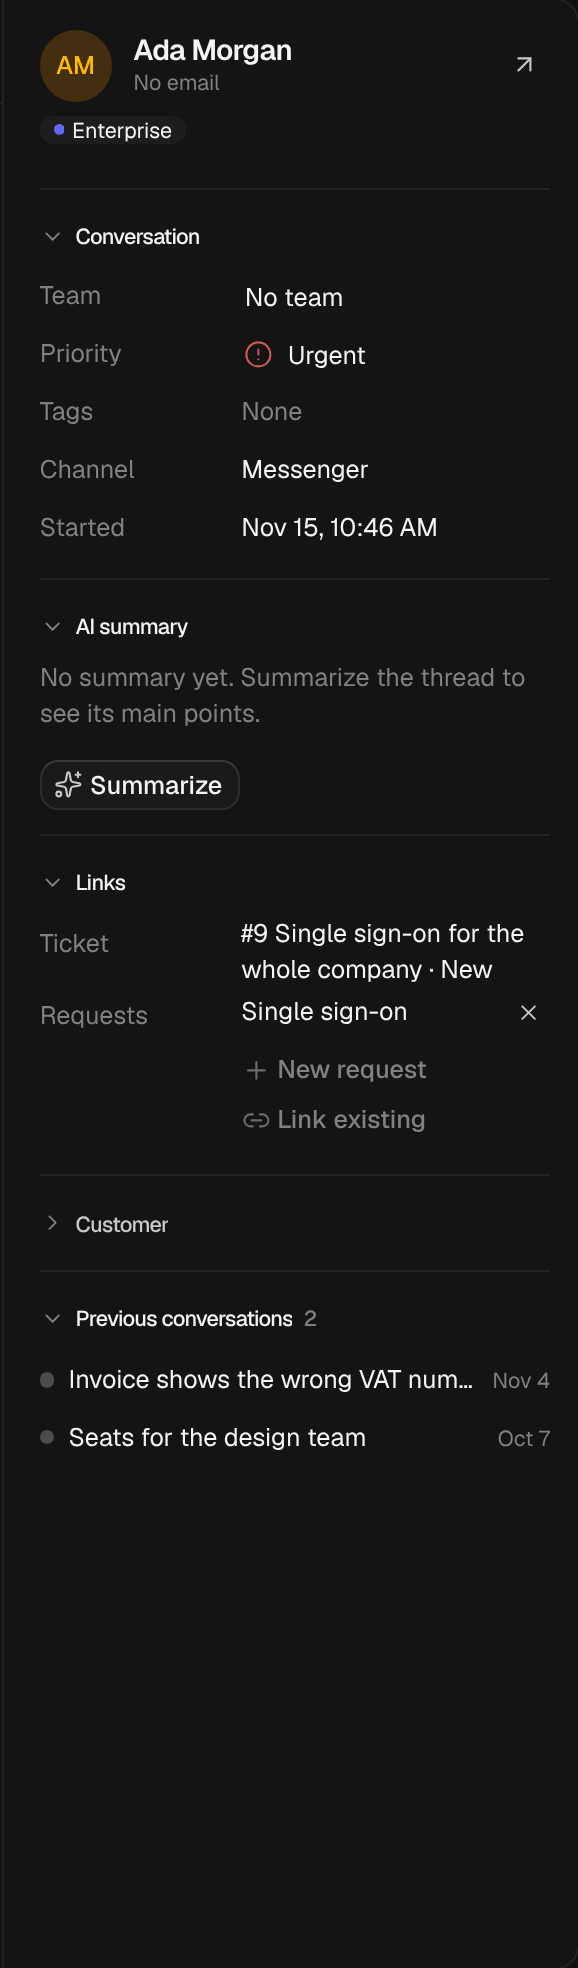 AM
Ada Morgan
No email
Enterprise
Conversation
Team
No team
Priority
Urgent
Tags
None
Channel
Messenger
Started
Nov 15, 10:46 AM
AI summary
No summary yet. Summarize the thread to
see its main points.
Summarize
Links
Ticket
#9 Single sign-on for the
whole company · New
Requests
Single sign-on
New request
Link existing
Customer
Previous conversations 2
Invoice shows the wrong VAT num... Nov 4
Seats for the design team Oct 7